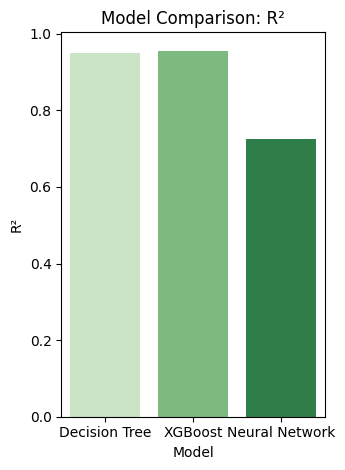 Model Comparison: R²
1.0
0.8
0.6
0.4
0.2
0.0
R²
Decision Tree XGBoost Neural Network
Model